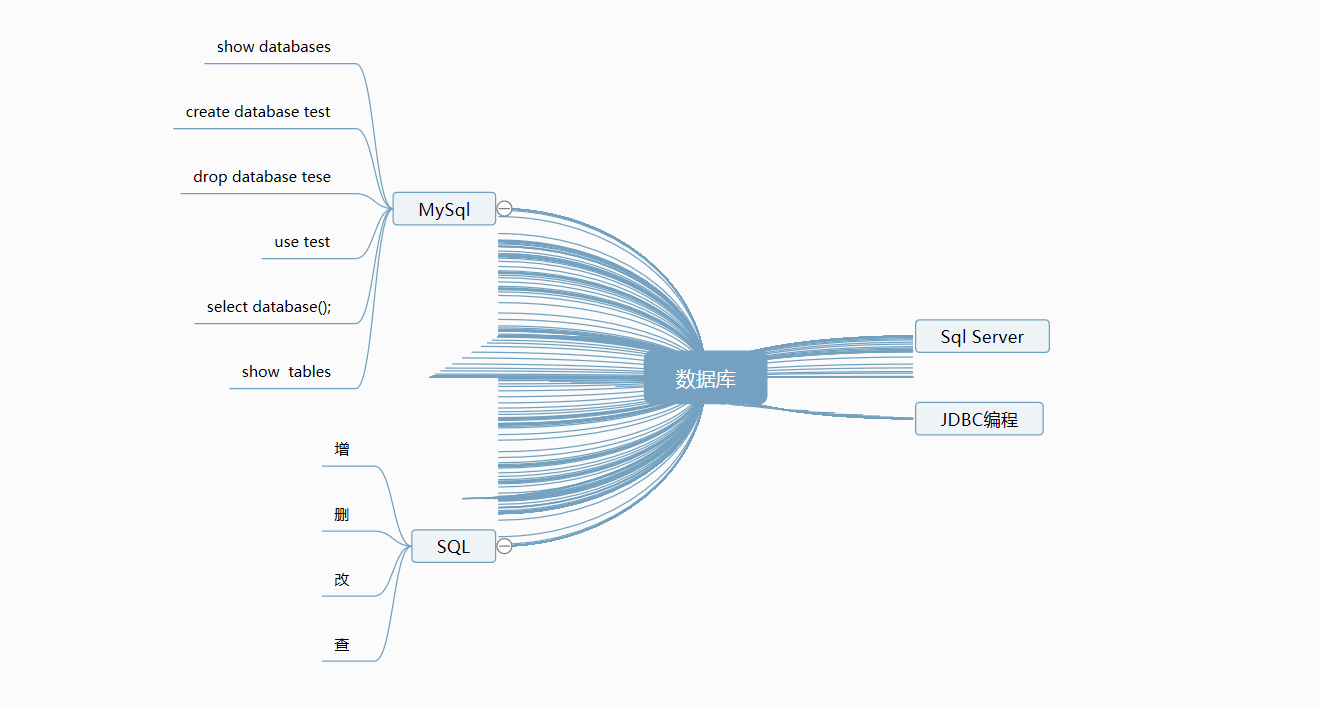 show databases
create database test
drop database tese
use test
select database();
show  tables
MySql
增
删
改
查
SQL
数据库
Sql Server
JDBC编程